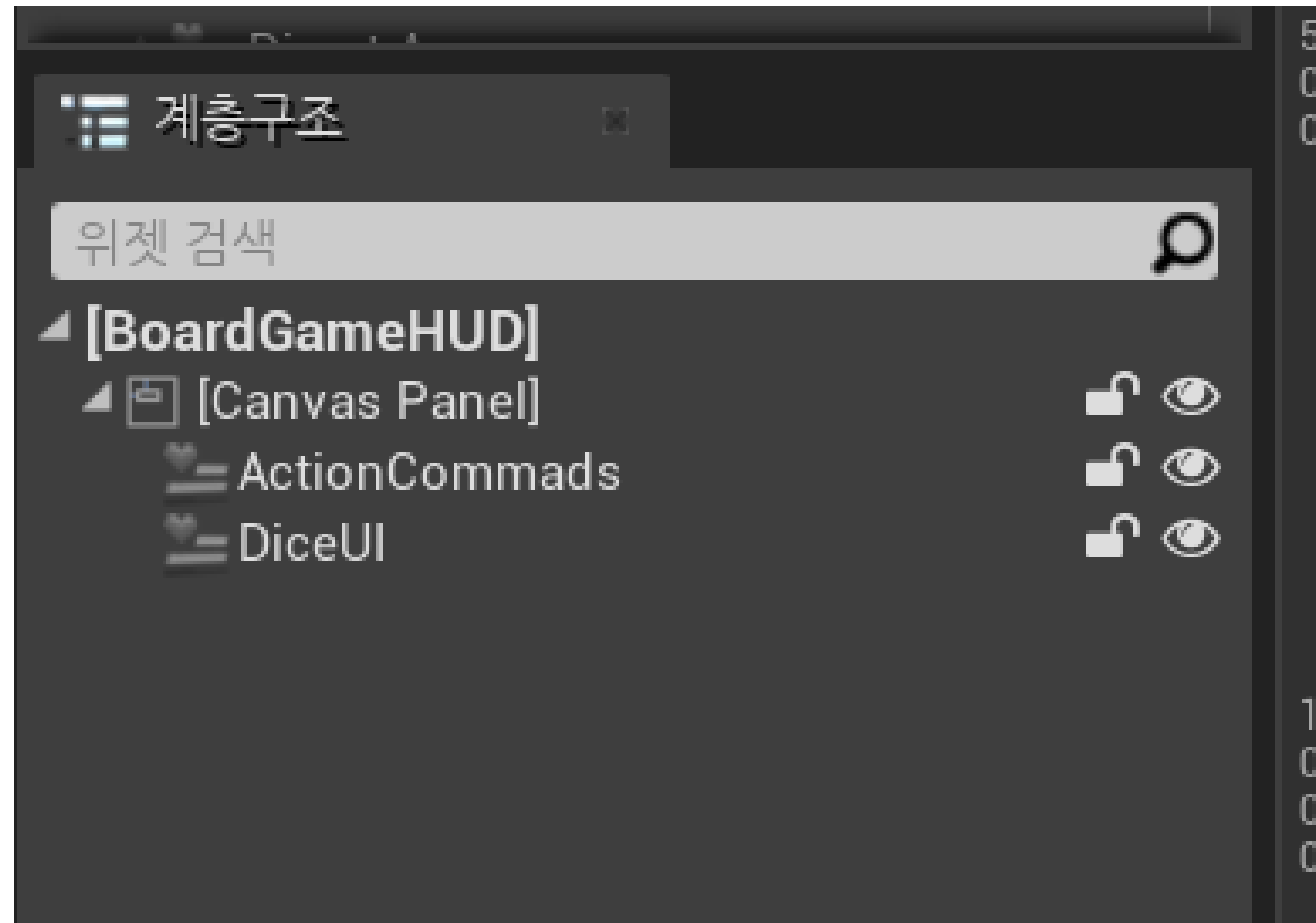 계층구조
위젯 검색
[BoardGameHUD]
[Canvas Panel]
ActionCommads
DiceUI